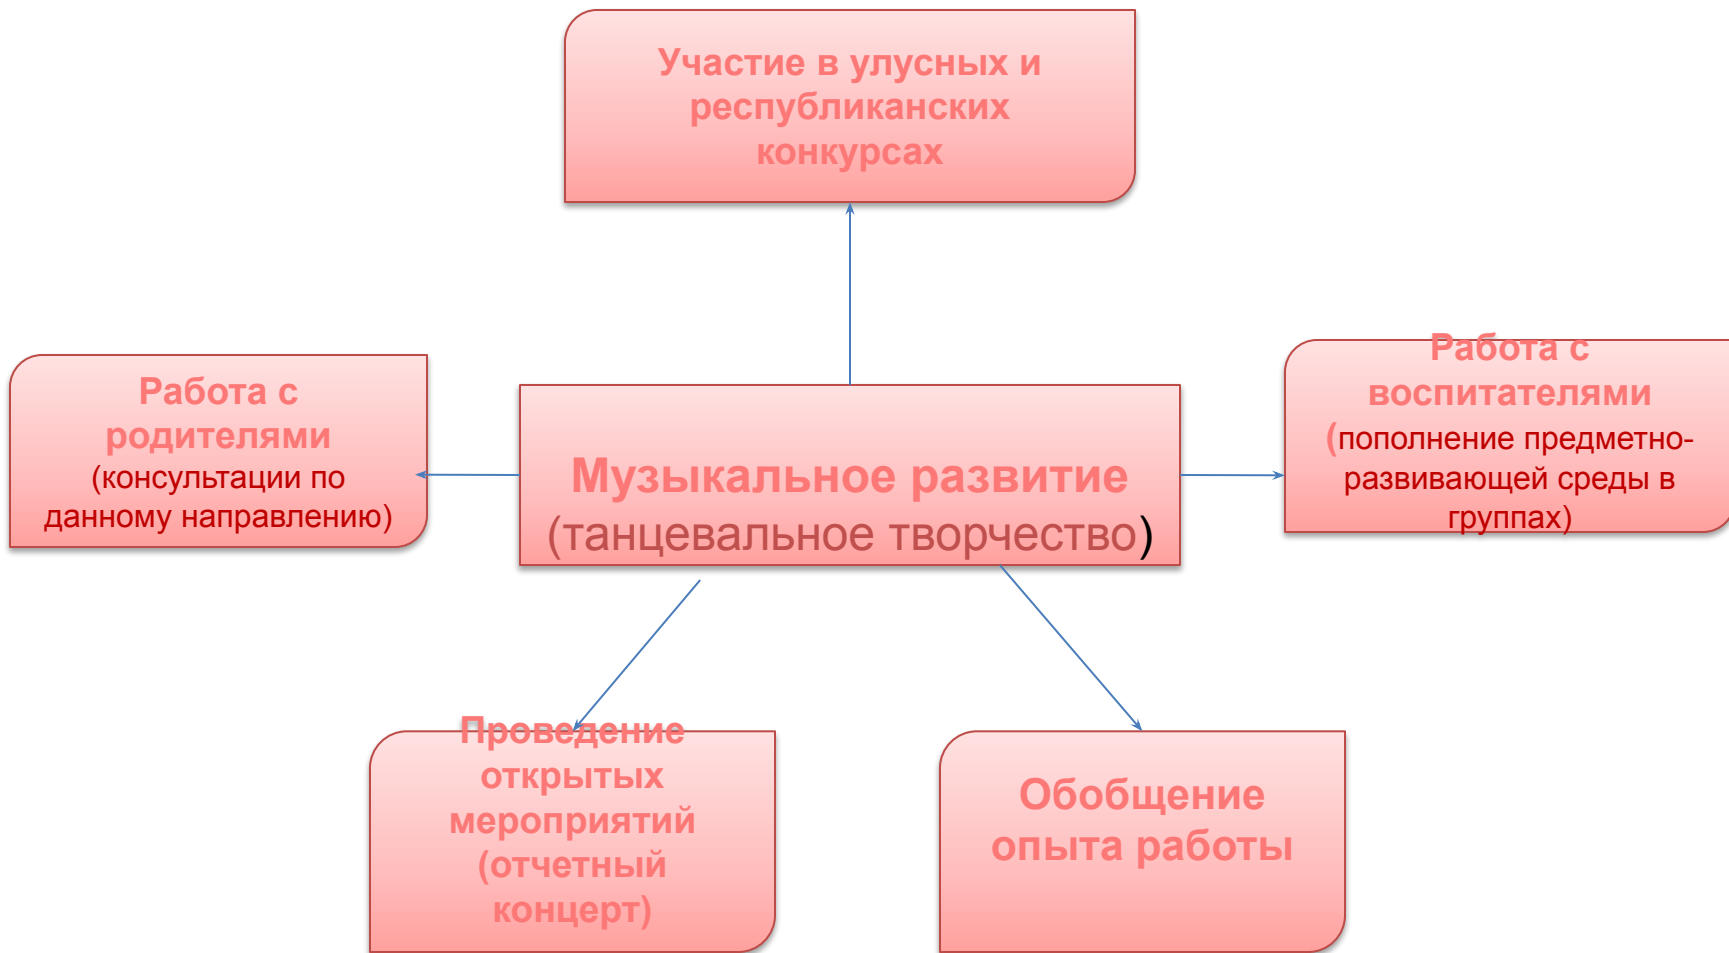 Участие в улусных и
республиканских
конкурсах
Работа с
родителями
(консультации по
данному направлению)
Музыкальное развитие
(танцевальное творчество)
Работа с
воспитателями
(пополнение предметно-
развивающей среды в
группах)
Проведение
открытых
мероприятий
(отчетный
концерт)
Обобщение
опыта работы